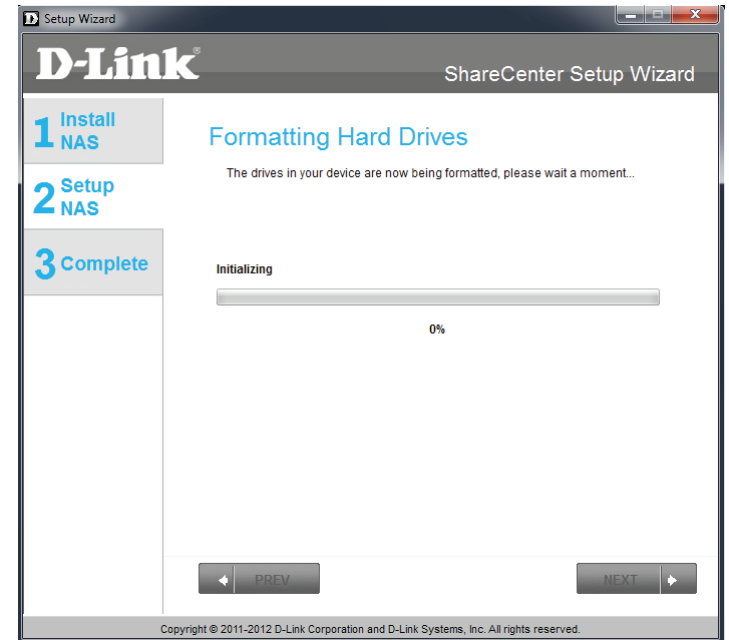 Setup Wizard
D-Link®
ShareCenter Setup Wizard
1 Install NAS
2 Setup NAS
3 Complete
Formatting Hard Drives
The drives in your device are now being formatted, please wait a moment...
Initializing
0%
PREV
NEXT
Copyright © 2011-2012 D-Link Corporation and D-Link Systems, Inc. All rights reserved.